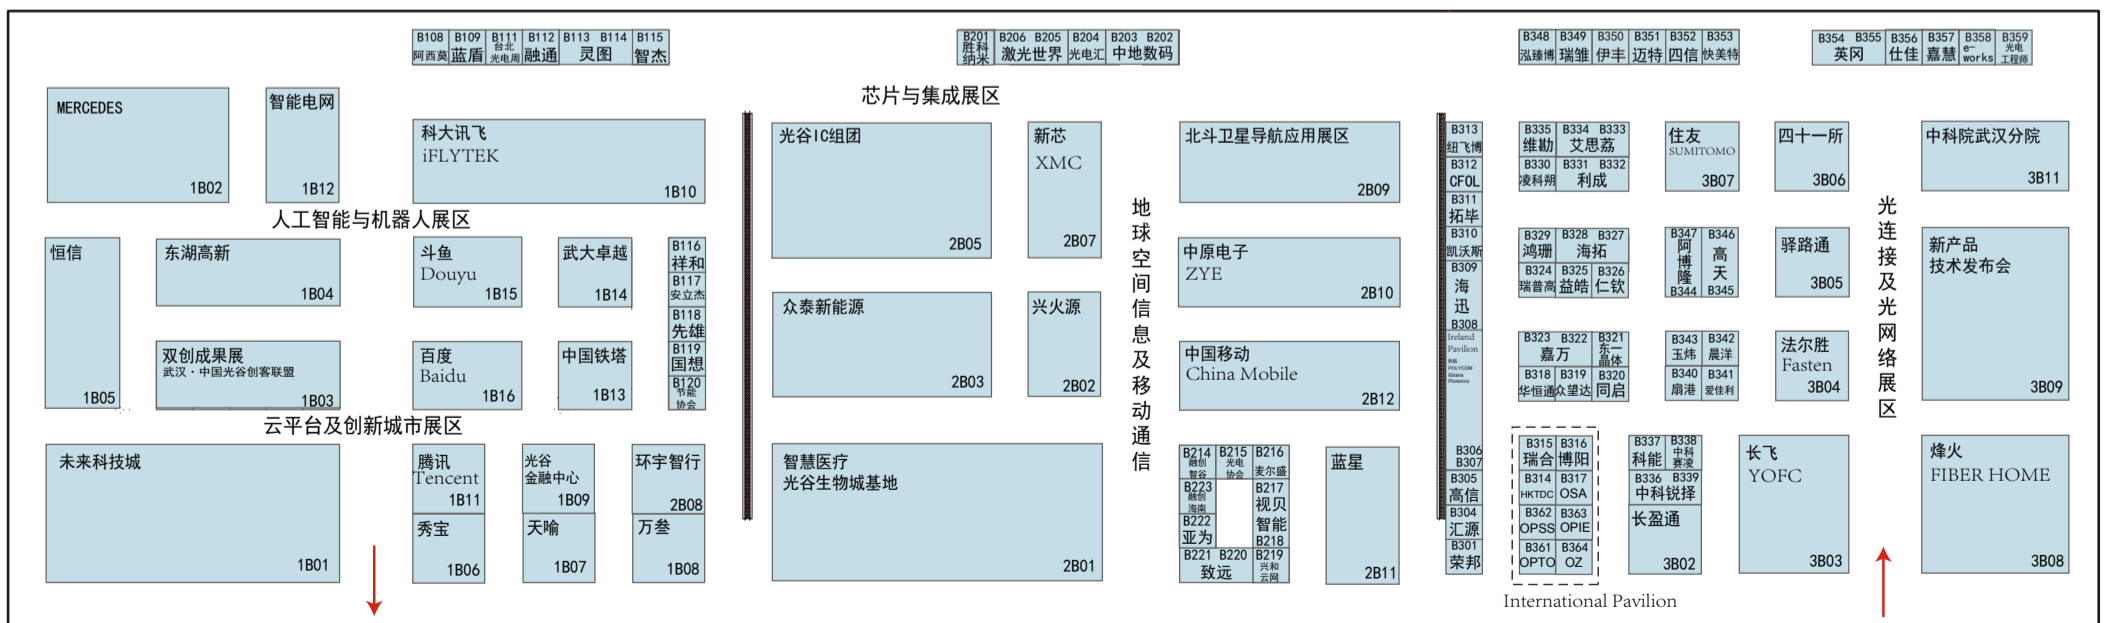 B108 B109 B111 B112 B113 B114 B115
阿西莫 蓝盾 台北光电周 融通 灵图 智杰
B201 B206 B205 B204 B203 B202
胜科纳米 激光世界 光电汇 中地数码
B348 B349 B350 B351 B352 B353
泓臻博 瑞雏 伊丰 迈特 四信 快美特
B354 B355 B356 B357 B358 B359
英冈 仕佳 嘉慧 e-works 光电工程师
芯片与集成展区
MERCEDES
1B02
智能电网
1B12
科大讯飞
iFLYTEK
1B10
人工智能与机器人展区
恒信
1B05
东湖高新
1B04
斗鱼
Douyu
1B15
武大卓越
1B14
B116
祥和
B117
安立杰
B118
先雄
B119
国想
B120
节能
协会
双创成果展
武汉·中国光谷创客联盟
1B03
百度
Baidu
1B16
中国铁塔
1B13
云平台及创新城市展区
未来科技城
1B01
腾讯
Tencent
1B11
光谷
金融中心
1B09
环宇智行
2B08
秀宝
1B06
天喻
1B07
万叁
1B08
光谷IC组团
2B05
新芯
XMC
2B07
众泰新能源
2B03
兴火源
2B02
智慧医疗
光谷生物城基地
2B01
地球空间信息及移动通信
北斗卫星导航应用展区
2B09
中原电子
ZYE
2B10
中国移动
China Mobile
2B12
B214
融创
智谷
B215
光电
协会
B216
麦尔盛
B223
融创
海南
B217
视贝
智能
B218
B222
亚为
B221 B220
致远
B219
兴和
云网
蓝星
2B11
B313
纽飞博
B312
CFOL
B311
拓毕
B310
凯沃斯
B309
海迅
B308
Ireland
Pavilion
POLYCOM
Eblana
Photonics
B306
B307
B305
高信
B304
汇源
B301
荣邦
B335 B334 B333
维勘 艾思荔
B330 B331 B332
凌科朔 利成
住友
SUMITOMO
3B07
四十一所
3B06
中科院武汉分院
3B11
B329 B328 B327
鸿珊 海拓
B324 B325 B326
瑞普高 益皓 仁钦
B347
阿博隆
B344
B346
高天
B345
驿路通
3B05
光连接及光网络展区
新产品
技术发布会
3B09
B323 B322 B321
嘉万 东一晶体
B318 B319 B320
华恒通 众望达 同启
B343 B342
玉炜 晨洋
B340 B341
扇港 爱佳利
法尔胜
Fasten
3B04
B315 B316
瑞合 博阳
B314 B317
HKTDC OSA
B362 B363
OPSS OPIE
B361 B364
OPTO OZ
International Pavilion
B337 B338
科能 中科赛凌
B336 B339
中科锐择
长盈通
3B02
长飞
YOFC
3B03
烽火
FIBER HOME
3B08